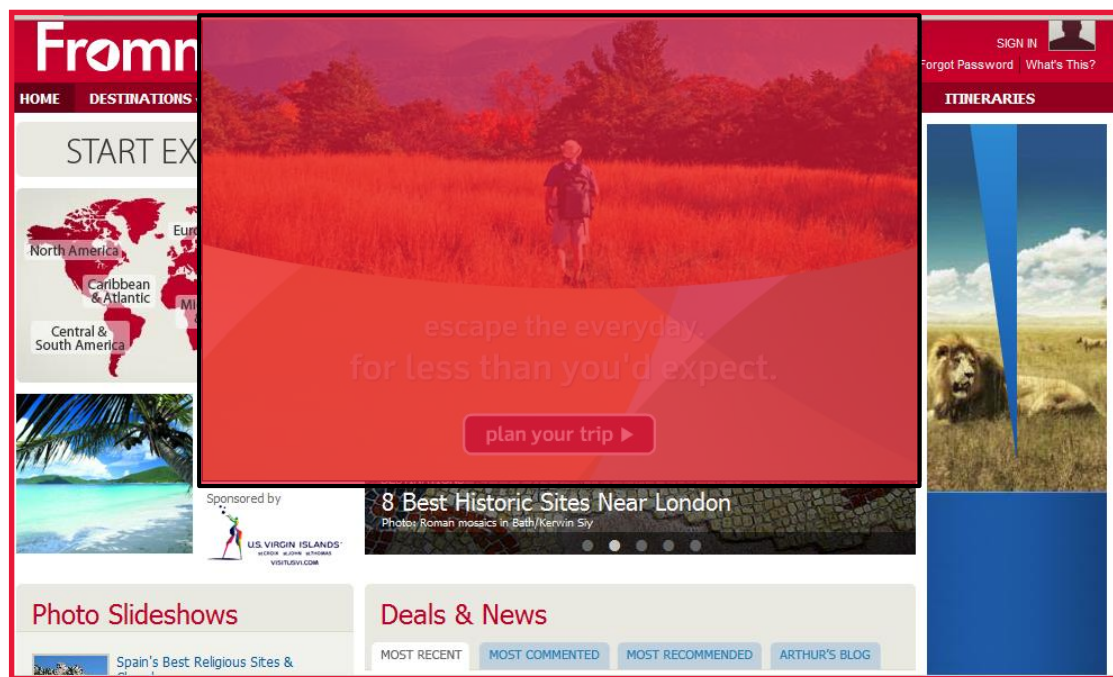 Fromm
SIGN IN
Forgot Password What's This?
HOME DESTINATIONS ITINERARIES
START EX
North America
Caribbean
& Atlantic
Central &
South America
escape the everyday.
for less than you'd expect.
plan your trip
Sponsored by
U.S. VIRGIN ISLANDS
VISITUSVI.COM
8 Best Historic Sites Near London
Photo: Roman mosaics in Bath/Kerwin Siy
Photo Slideshows
Deals & News
MOST RECENT MOST COMMENTED MOST RECOMMENDED ARTHUR'S BLOG
Spain's Best Religious Sites &